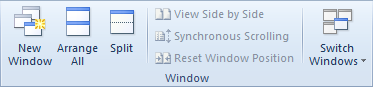 New
Window
Arrange
All
Split
View Side by Side
Synchronous Scrolling
Reset Window Position
Switch
Windows
Window